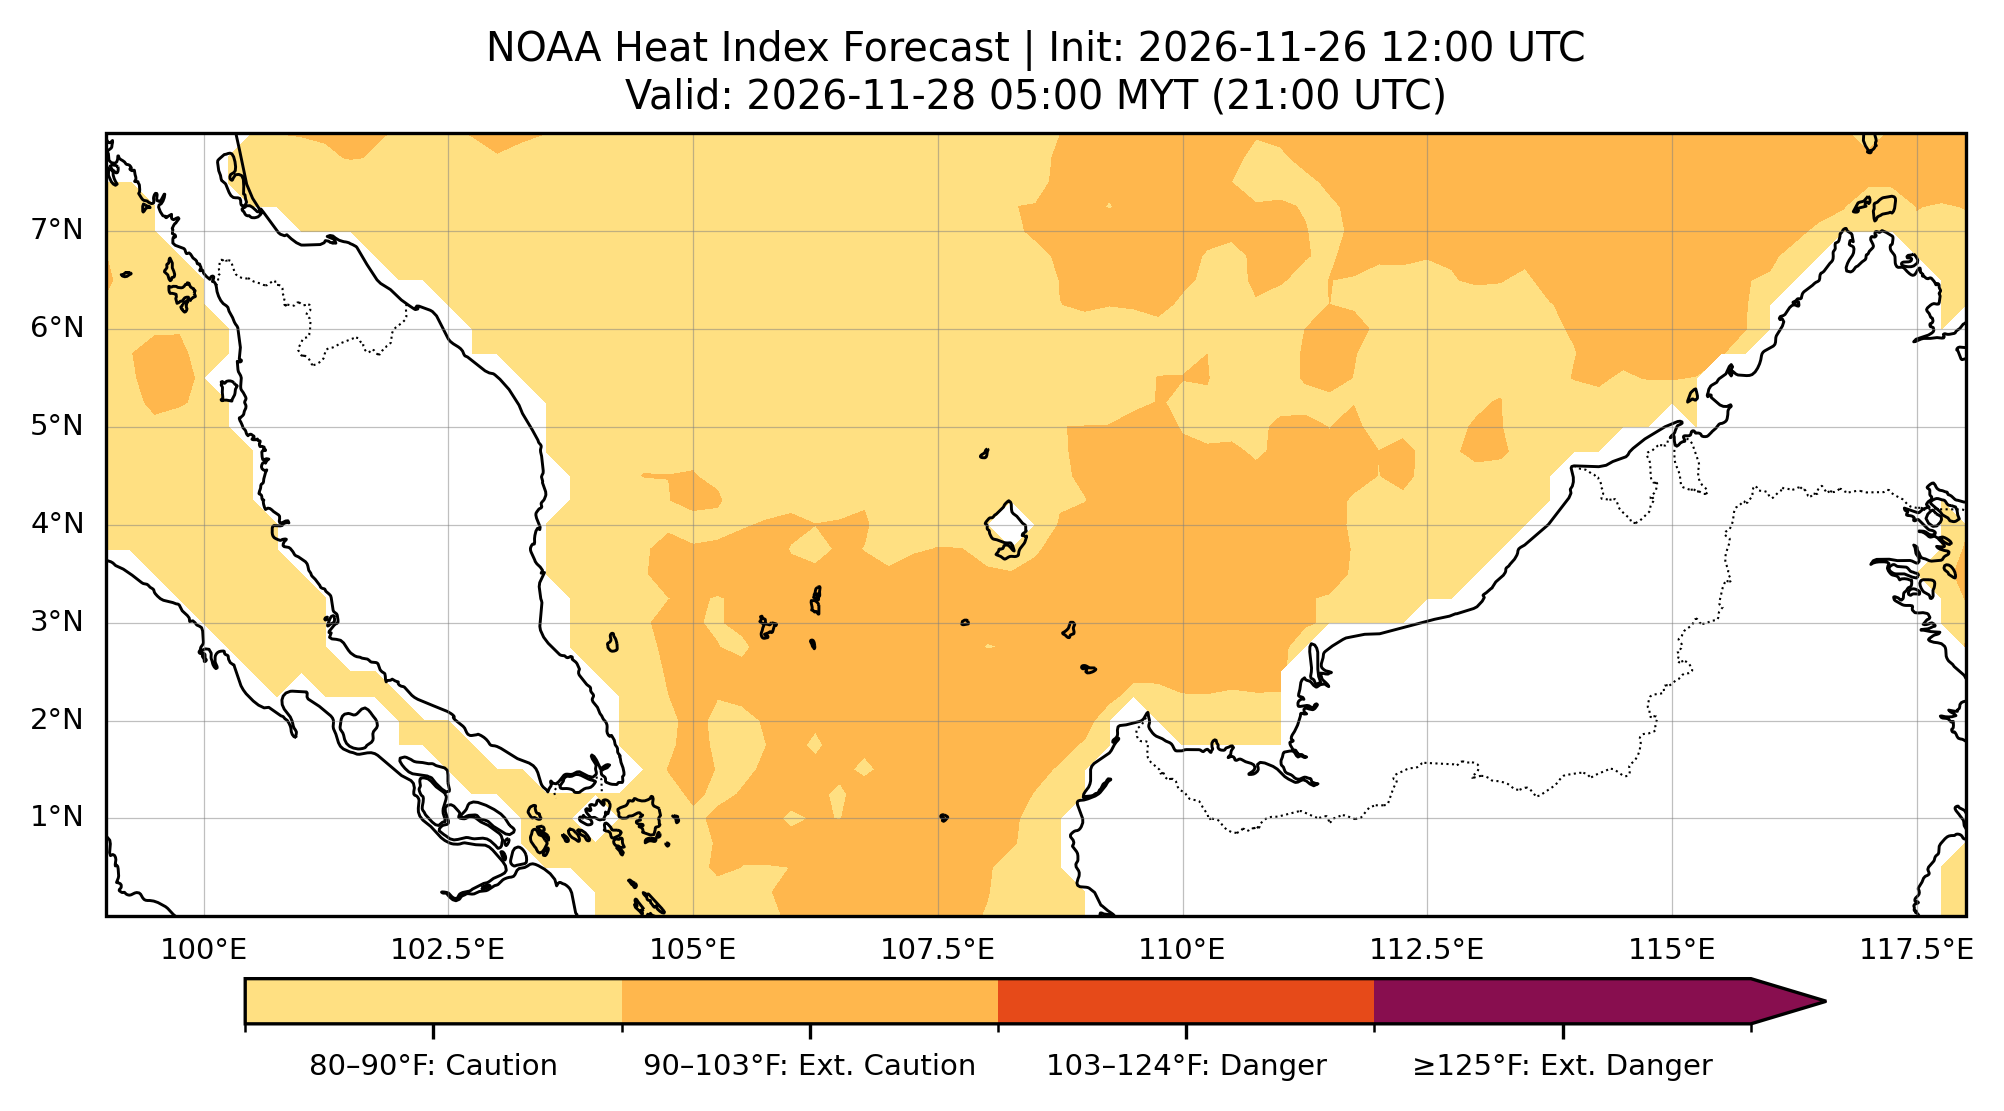 NOAA Heat Index Forecast | Init: 2026-11-26 12:00 UTC
Valid: 2026-11-28 05:00 MYT (21:00 UTC)
7°N
6°N
5°N
4°N
3°N
2°N
1°N
100°E 102.5°E 105°E 107.5°E 110°E 112.5°E 115°E 117.5°E
80–90°F: Caution 90–103°F: Ext. Caution 103–124°F: Danger ≥125°F: Ext. Danger